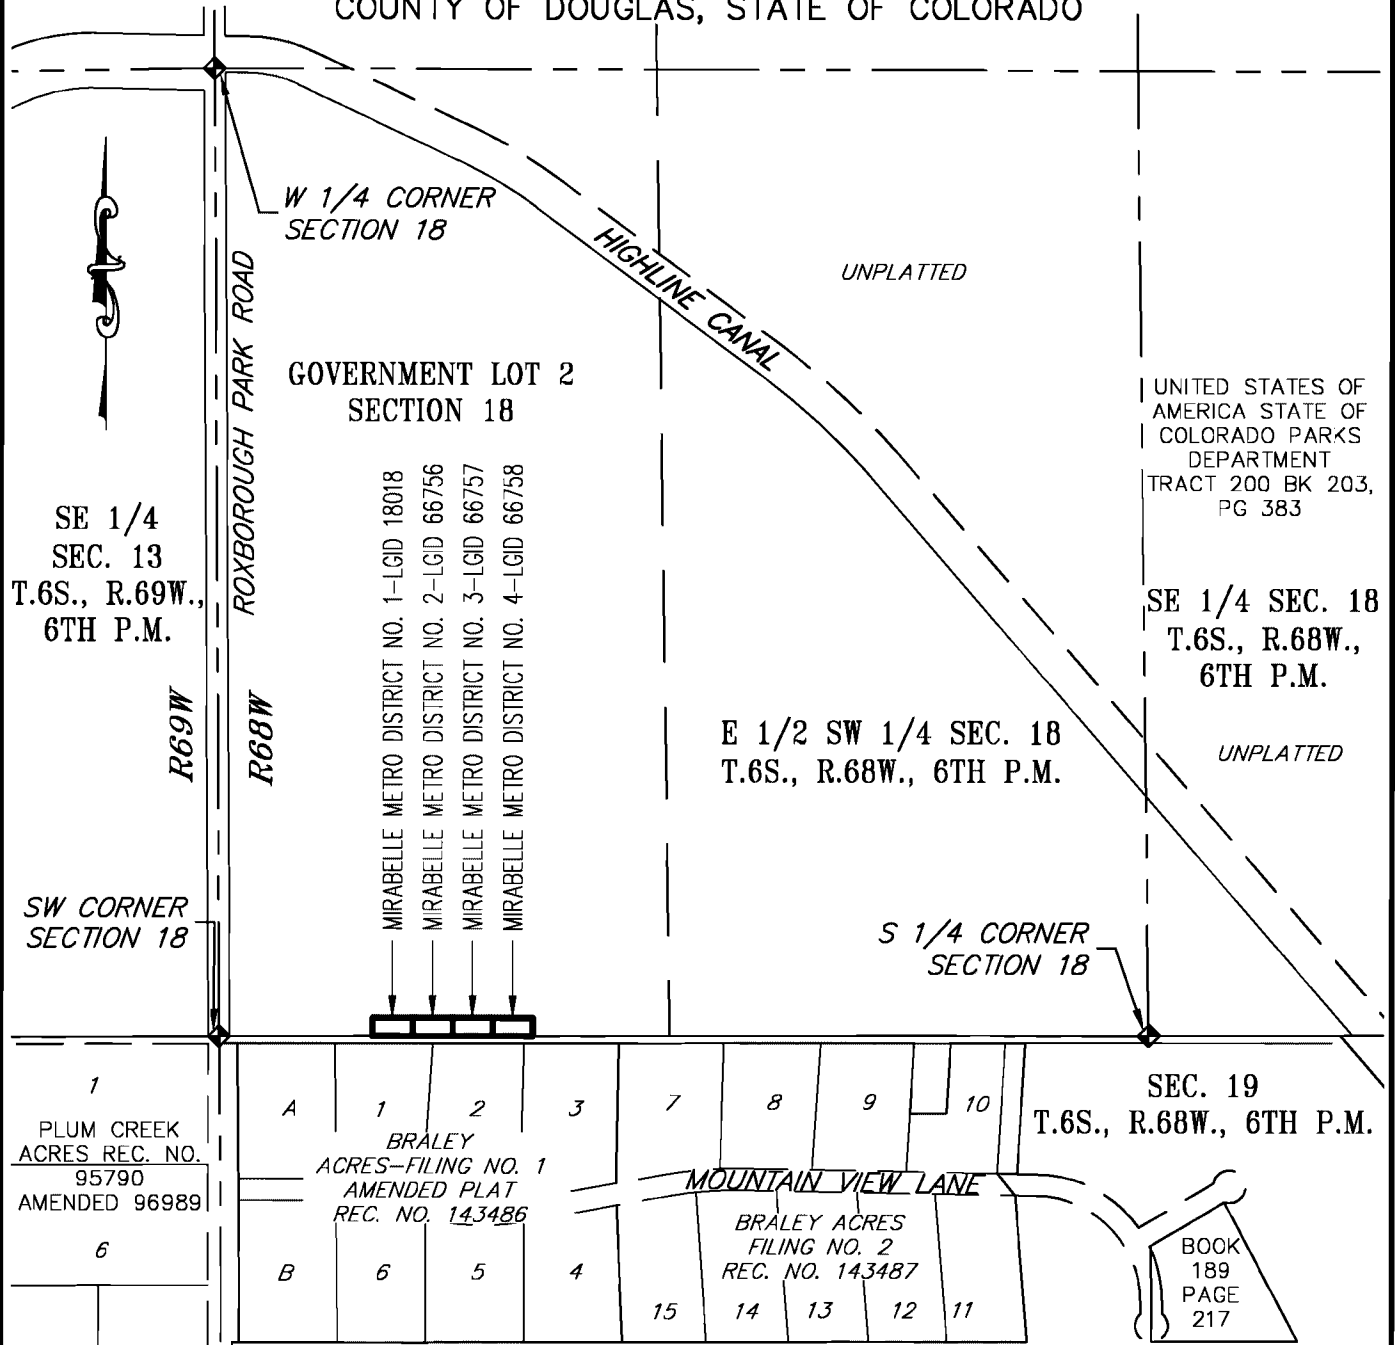 COUNTY OF DOUGLAS, STATE OF COLORADO
W 1/4 CORNER
SECTION 18
HIGHLINE CANAL
UNPLATTED
ROXBOROUGH PARK ROAD
GOVERNMENT LOT 2
SECTION 18
UNITED STATES OF
AMERICA STATE OF
COLORADO PARKS
DEPARTMENT
TRACT 200 BK 203,
PG 383
SE 1/4
SEC. 13
T.6S., R.69W.,
6TH P.M.
MIRABELLE METRO DISTRICT NO. 1-LGID 18018
MIRABELLE METRO DISTRICT NO. 2-LGID 66756
MIRABELLE METRO DISTRICT NO. 3-LGID 66757
MIRABELLE METRO DISTRICT NO. 4-LGID 66758
SE 1/4 SEC. 18
T.6S., R.68W.,
6TH P.M.
R69W
R68W
E 1/2 SW 1/4 SEC. 18
T.6S., R.68W., 6TH P.M.
UNPLATTED
SW CORNER
SECTION 18
S 1/4 CORNER
SECTION 18
1
PLUM CREEK
ACRES REC. NO.
95790
AMENDED 96989
6
A
1
2
3
7
8
9
10
SEC. 19
T.6S., R.68W., 6TH P.M.
BRALEY
ACRES-FILING NO. 1
AMENDED PLAT
REC. NO. 143486
MOUNTAIN VIEW LANE
BRALEY ACRES
FILING NO. 2
REC. NO. 143487
B
6
5
4
15
14
13
12
11
BOOK
189
PAGE
217